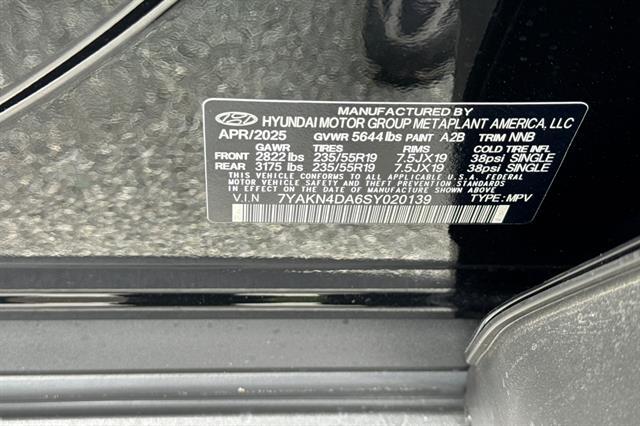 MANUFACTURED BY
HYUNDAI MOTOR GROUP METAPLANT AMERICA, LLC
APR/2025 GVWR 5644 lbs PAINT A2B TRIM NNB
GAWR TIRES RIMS COLD TIRE INFL
FRONT 2822 lbs 235/55R19 7.5JX19 38psi SINGLE
REAR 3175 lbs 235/55R19 7.5JX19 38psi SINGLE
THIS VEHICLE CONFORMS TO ALL APPLICABLE U.S.A. FEDERAL
MOTOR VEHICLE SAFETY AND THEFT PREVENTION STANDARDS
IN EFFECT ON THE DATE OF MANUFACTURE SHOWN ABOVE.
V.I.N 7YAKN4DA6SY020139 TYPE: MPV